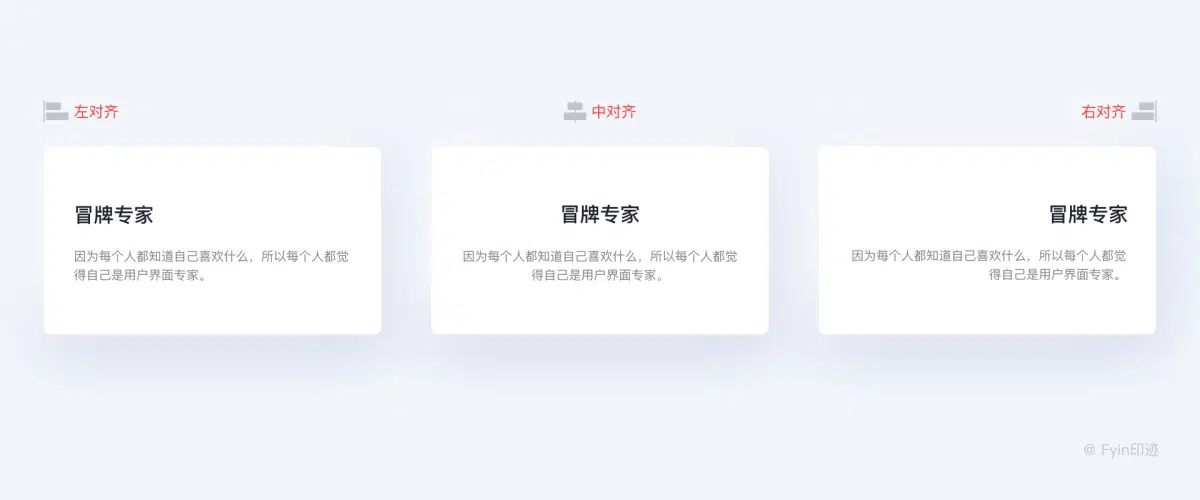 左对齐
中对齐
右对齐
冒牌专家
因为每个人都知道自己喜欢什么，所以每个人都觉
得自己是用户界面专家。
冒牌专家
因为每个人都知道自己喜欢什么，所以每个人都觉
得自己是用户界面专家。
冒牌专家
因为每个人都知道自己喜欢什么，所以每个人都觉
得自己是用户界面专家。
@ Fyin印迹